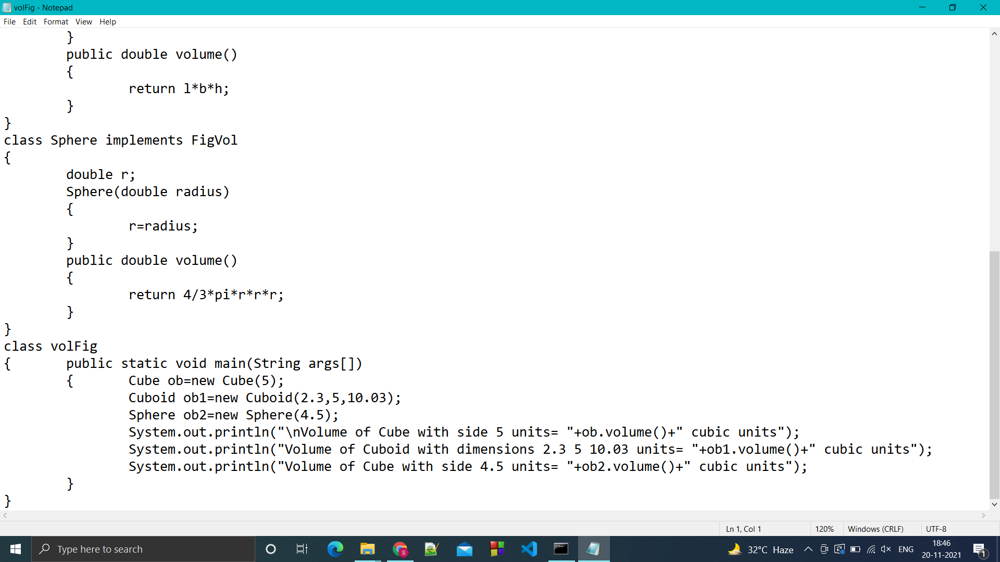 volFig - Notepad
File Edit Format View Help
}
public double volume()
{
return l*b*h;
}
}
class Sphere implements FigVol
{
double r;
Sphere(double radius)
{
r=radius;
}
public double volume()
{
return 4/3*pi*r*r*r;
}
}
class volFig
{ public static void main(String args[])
{ Cube ob=new Cube(5);
Cuboid ob1=new Cuboid(2.3,5,10.03);
Sphere ob2=new Sphere(4.5);
System.out.println("\nVolume of Cube with side 5 units= "+ob.volume()+" cubic units");
System.out.println("Volume of Cuboid with dimensions 2.3 5 10.03 units= "+ob1.volume()+" cubic units");
System.out.println("Volume of Cube with side 4.5 units= "+ob2.volume()+" cubic units");
}
}
Ln 1, Col 1 120% Windows (CRLF) UTF-8
Type here to search S 32°C Haze ENG 18:46 1
20-11-2021